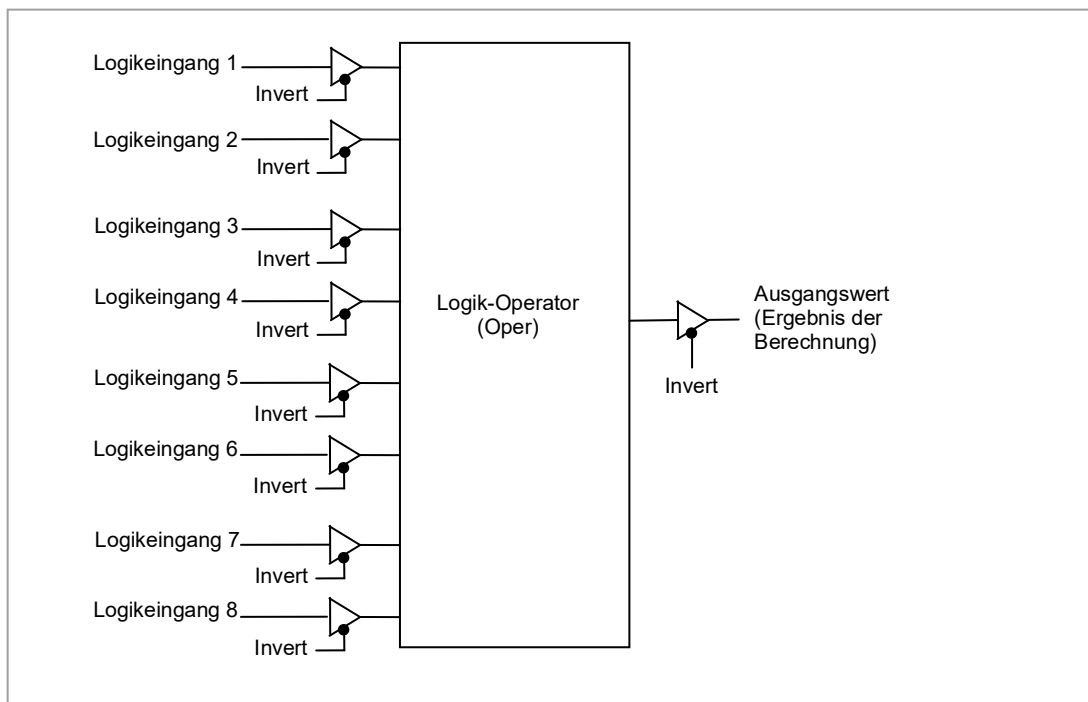 Logikeingang 1
Invert
Logikeingang 2
Invert
Logikeingang 3
Invert
Logikeingang 4
Invert
Logikeingang 5
Invert
Logikeingang 6
Invert
Logikeingang 7
Invert
Logikeingang 8
Invert
Logik-Operator
(Oper)
Ausgangswert
(Ergebnis der
Berechnung)
Invert